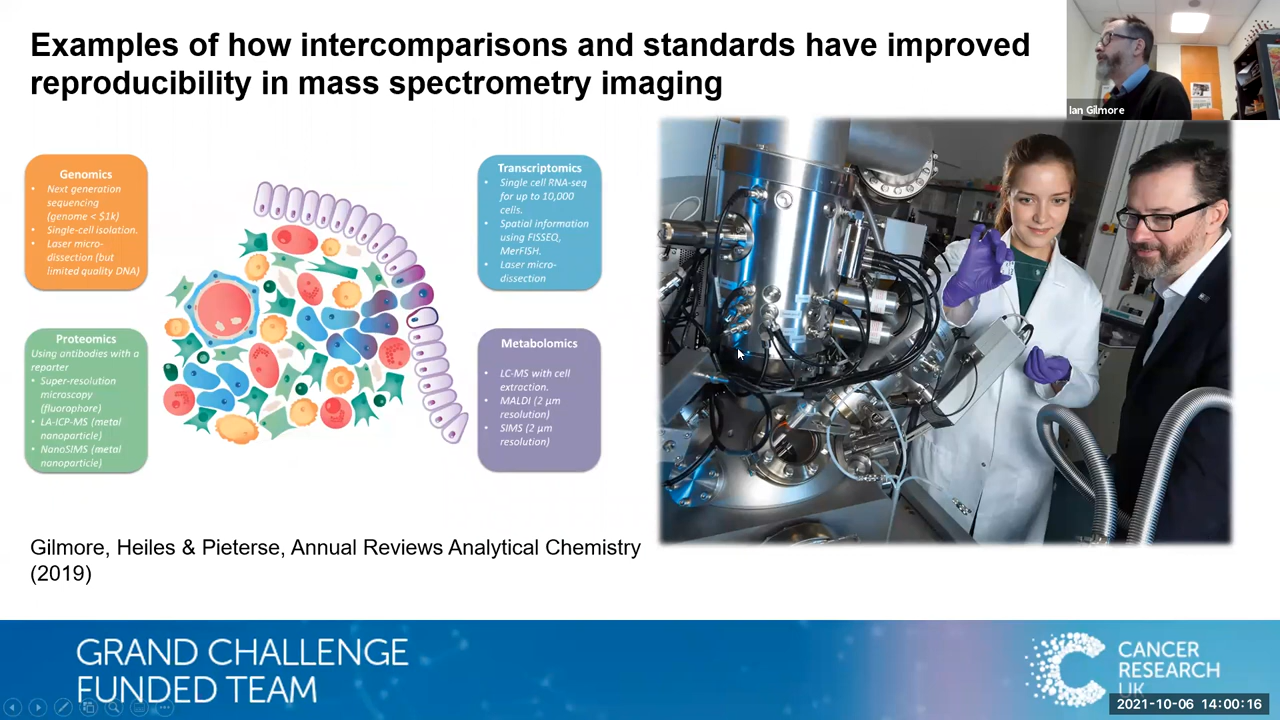 Examples of how intercomparisons and standards have improved
reproducibility in mass spectrometry imaging
Ian Gilmore
Genomics
• Next generation
sequencing
(genome < $1k)
• Single-cell isolation.
• Laser micro-
dissection (but
limited quality DNA)
Transcriptomics
• Single cell RNA-seq
for up to 10,000
cells.
• Spatial information
using FISSEQ,
MerFISH.
• Laser micro-
dissection
Proteomics
Using antibodies with a
reporter
• Super-resolution
microscopy
(fluorophore)
• LA-ICP-MS (metal
nanoparticle)
• NanoSIMS (metal
nanoparticle)
Metabolomics
• LC-MS with cell
extraction.
• MALDI (2 μm
resolution)
• SIMS (2 μm
resolution)
Gilmore, Heiles & Pieterse, Annual Reviews Analytical Chemistry
(2019)
GRAND CHALLENGE
FUNDED TEAM
CANCER
RESEARCH
UK
2021-10-06 14:00:16